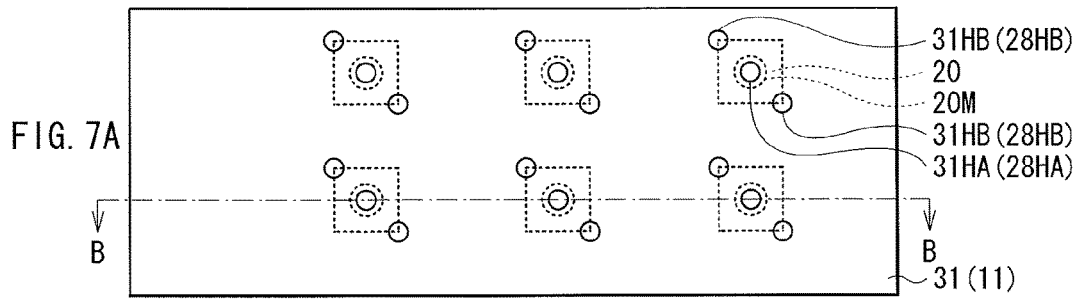 31HB(28HB)
20
20M
FIG. 7A
31HB(28HB)
31HA(28HA)
B B
31(11)